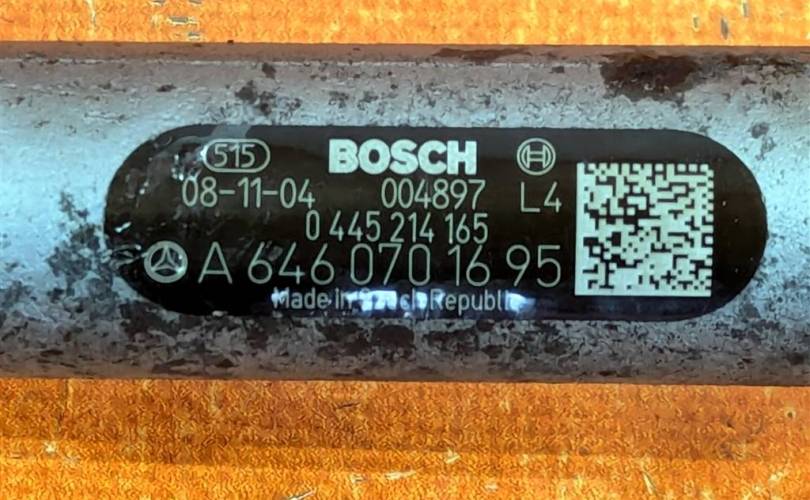 515 BOSCH
08-11-04 004897 L4
0 445 214 165
A 646 070 16 95
Made in Czech Republic